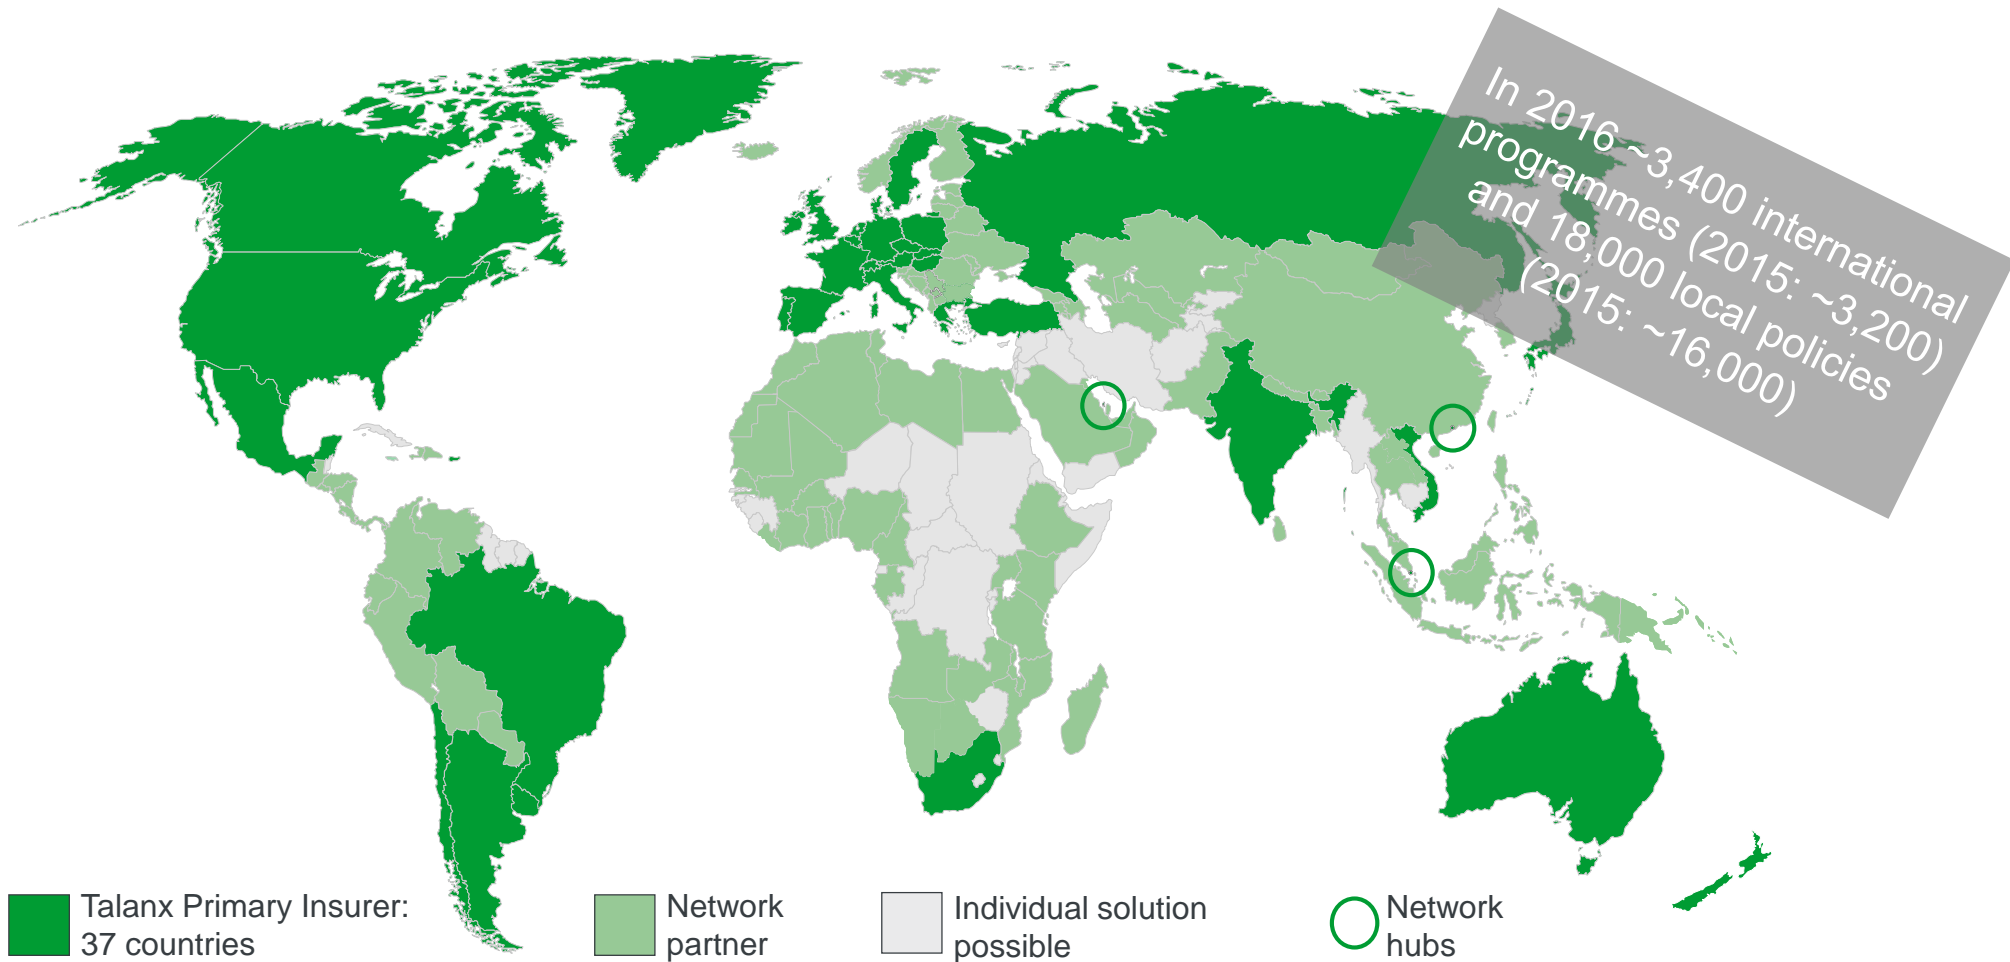 In 2016 ~3,400 international
programmes (2015: ~3,200)
and 18,000 local policies
(2015: ~16,000)
Talanx Primary Insurer:
37 countries
Network
partner
Individual solution
possible
Network
hubs